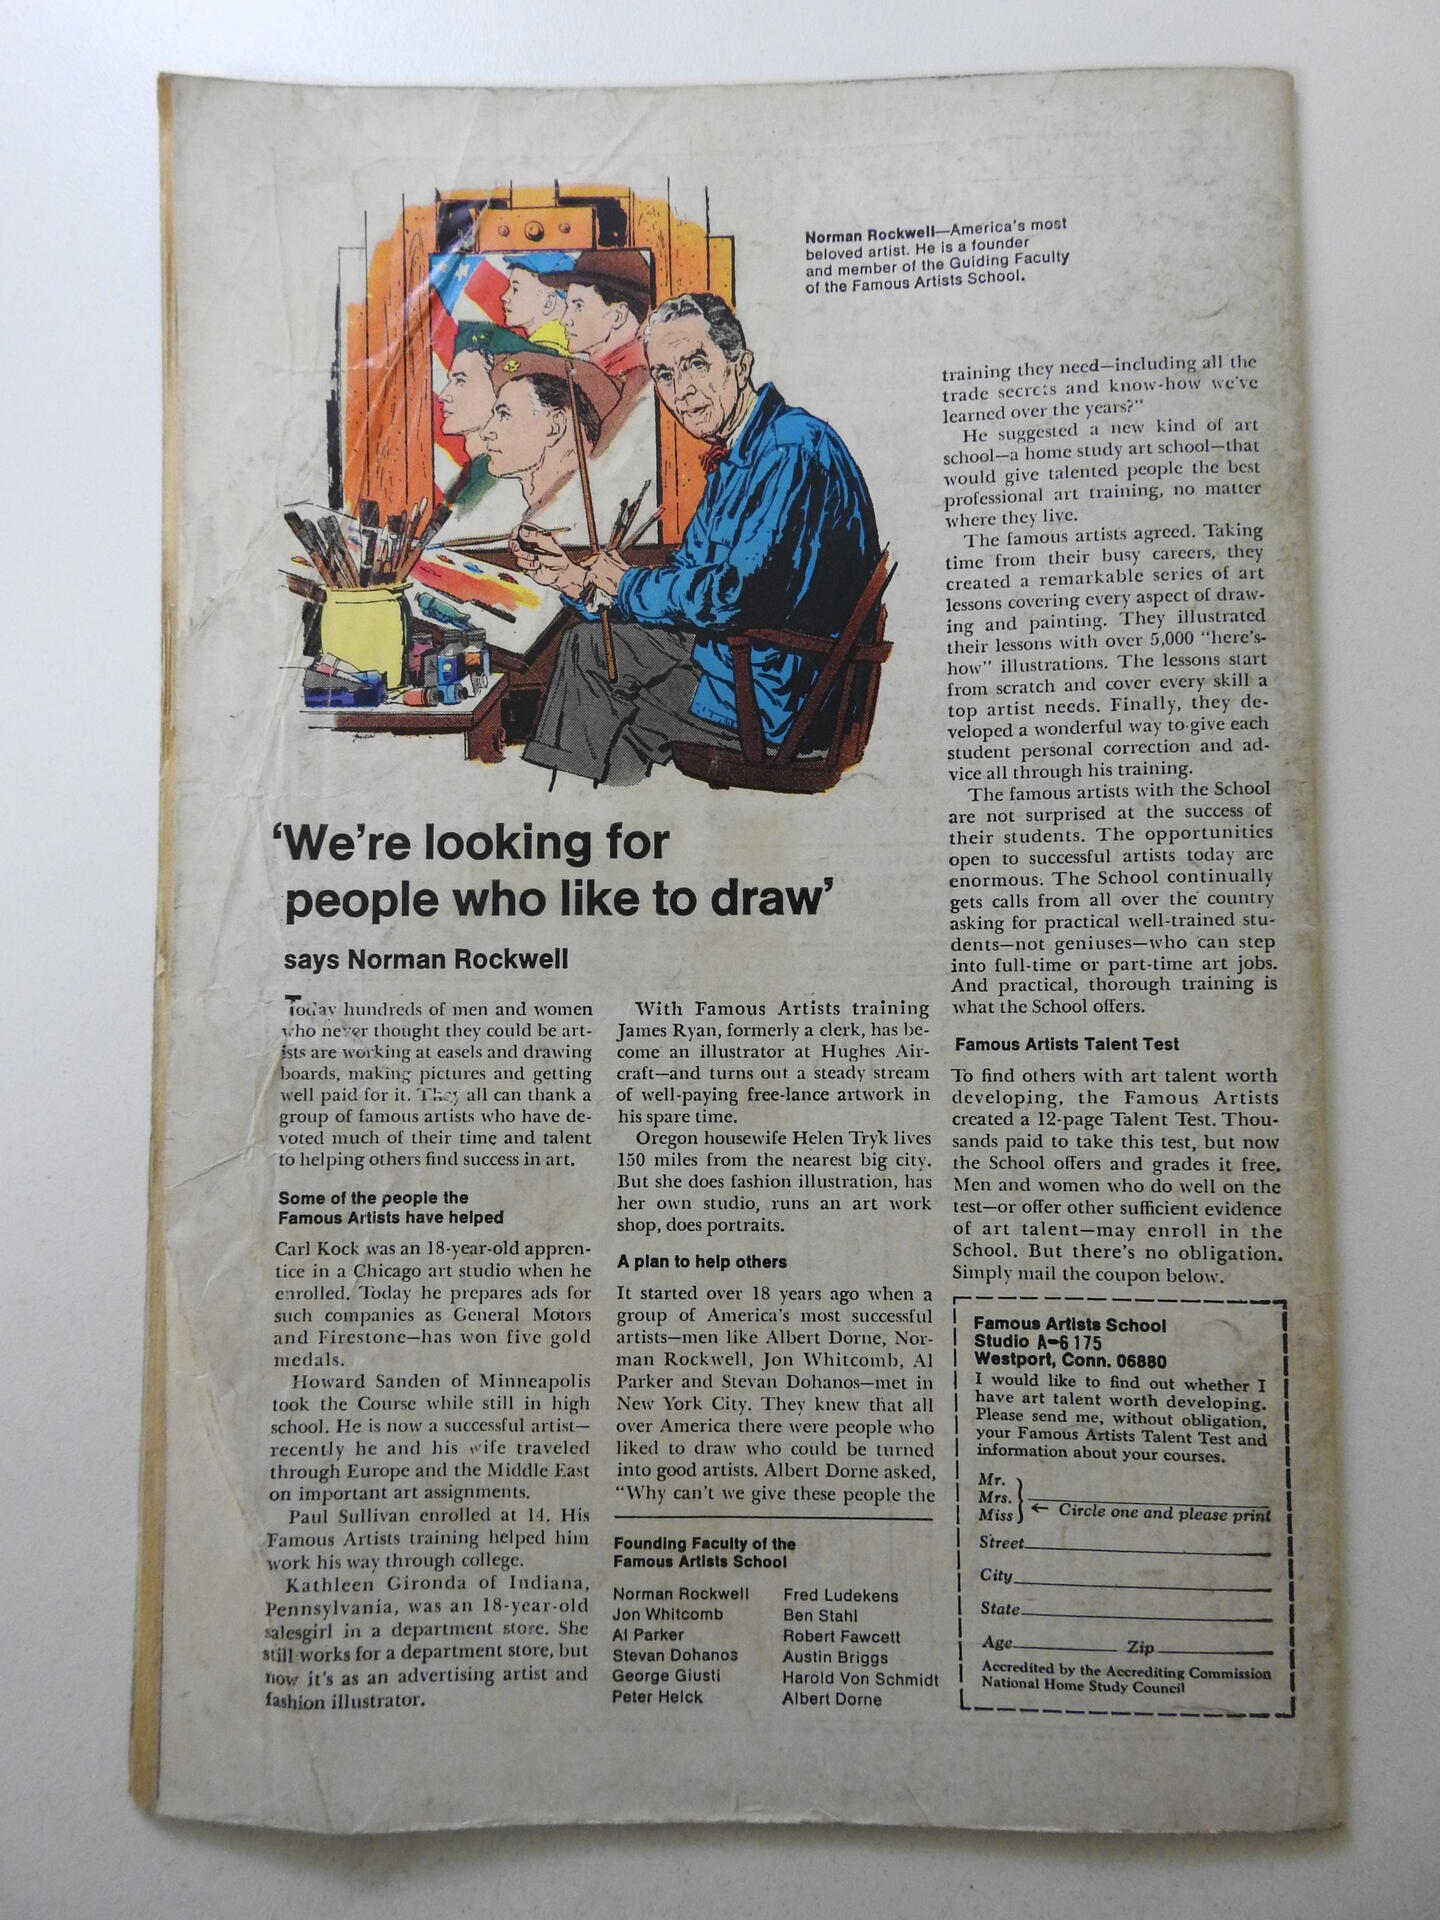 Norman Rockwell—America's most
beloved artist. He is a founder
and member of the Guiding Faculty
of the Famous Artists School.
'We're looking for
people who like to draw'
says Norman Rockwell
Today hundreds of men and women
who never thought they could be art-
ists are working at easels and drawing
boards, making pictures and getting
well paid for it. They all can thank a
group of famous artists who have de-
voted much of their time and talent
to helping others find success in art.
Some of the people the
Famous Artists have helped
Carl Kock was an 18-year-old appren-
tice in a Chicago art studio when he
enrolled. Today he prepares ads for
such companies as General Motors
and Firestone—has won five gold
medals.
Howard Sanden of Minneapolis
took the Course while still in high
school. He is now a successful artist—
recently he and his wife traveled
through Europe and the Middle East
on important art assignments.
Paul Sullivan enrolled at 14. His
Famous Artists training helped him
work his way through college.
Kathleen Gironda of Indiana,
Pennsylvania, was an 18-year-old
salesgirl in a department store. She
still works for a department store, but
now it's as an advertising artist and
fashion illustrator.
With Famous Artists training
James Ryan, formerly a clerk, has be-
come an illustrator at Hughes Air-
craft—and turns out a steady stream
of well-paying free-lance artwork in
his spare time.
Oregon housewife Helen Tryk lives
150 miles from the nearest big city.
But she does fashion illustration, has
her own studio, runs an art work
shop, does portraits.
A plan to help others
It started over 18 years ago when a
group of America's most successful
artists—men like Albert Dorne, Nor-
man Rockwell, Jon Whitcomb, Al
Parker and Stevan Dohanos—met in
New York City. They knew that all
over America there were people who
liked to draw who could be turned
into good artists. Albert Dorne asked,
"Why can't we give these people the
training they need—including all the
trade secrets and know-how we've
learned over the years?"
He suggested a new kind of art
school—a home study art school—that
would give talented people the best
professional art training, no matter
where they live.
The famous artists agreed. Taking
time from their busy careers, they
created a remarkable series of art
lessons covering every aspect of draw-
ing and painting. They illustrated
their lessons with over 5,000 "here's-
how" illustrations. The lessons start
from scratch and cover every skill a
top artist needs. Finally, they de-
veloped a wonderful way to give each
student personal correction and ad-
vice all through his training.
The famous artists with the School
are not surprised at the success of
their students. The opportunities
open to successful artists today are
enormous. The School continually
gets calls from all over the country
asking for practical well-trained stu-
dents—not geniuses—who can step
into full-time or part-time art jobs.
And practical, thorough training is
what the School offers.
Famous Artists Talent Test
To find others with art talent worth
developing, the Famous Artists
created a 12-page Talent Test. Thou-
sands paid to take this test, but now
the School offers and grades it free.
Men and women who do well on the
test—or offer other sufficient evidence
of art talent—may enroll in the
School. But there's no obligation.
Simply mail the coupon below.
Founding Faculty of the
Famous Artists School
Norman Rockwell
Jon Whitcomb
Al Parker
Stevan Dohanos
George Giusti
Peter Helck
Fred Ludekens
Ben Stahl
Robert Fawcett
Austin Briggs
Harold Von Schmidt
Albert Dorne
Famous Artists School
Studio A-6175
Westport, Conn. 06880
I would like to find out whether I
have art talent worth developing.
Please send me, without obligation,
your Famous Artists Talent Test and
information about your courses.
Mr.
Mrs.
Miss
← Circle one and please print
Street
City
State
Age Zip
Accredited by the Accrediting Commission
National Home Study Council